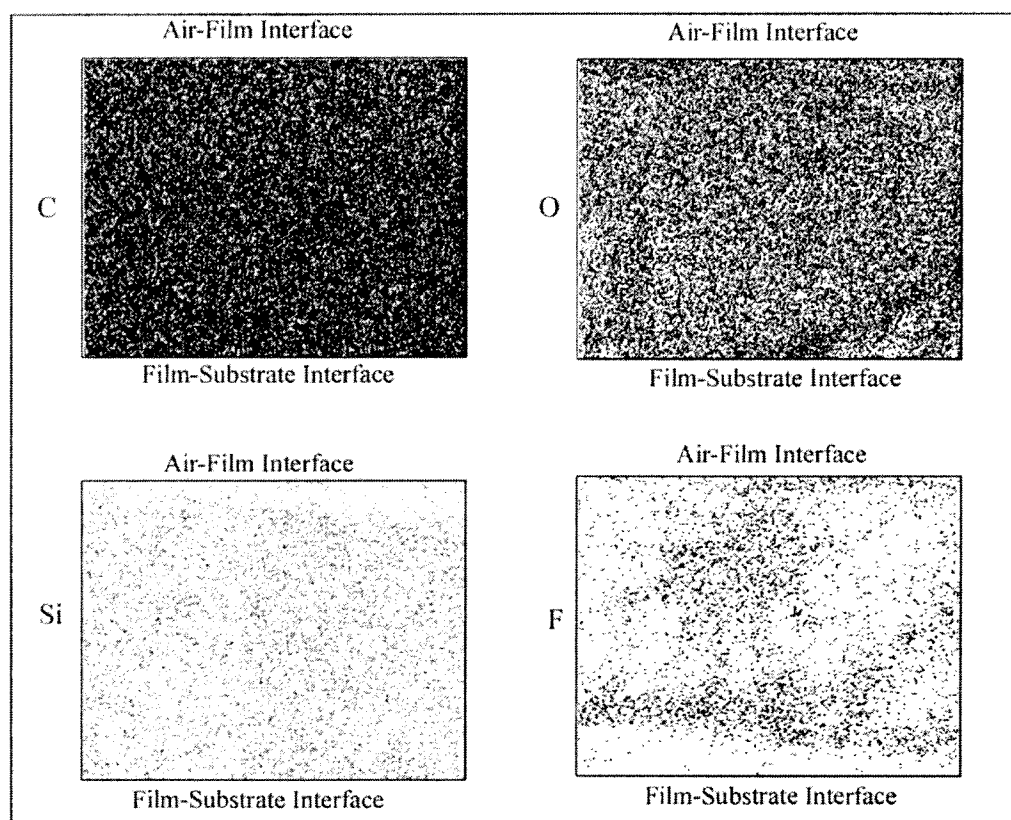 Air-Film Interface
Air-Film Interface
C
O
Film-Substrate Interface
Film-Substrate Interface
Air-Film Interface
Air-Film Interface
Si
F
Film-Substrate Interface
Film-Substrate Interface